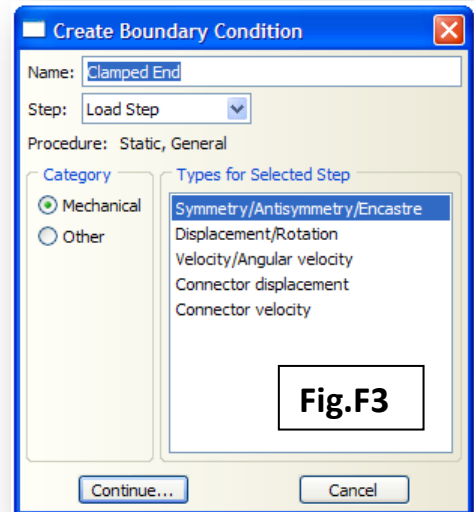 Create Boundary Condition
Name: Clamped End
Step: Load Step
Procedure: Static, General
Category
Mechanical
Other
Types for Selected Step
Symmetry/Antisymmetry/Encastre
Displacement/Rotation
Velocity/Angular velocity
Connector displacement
Connector velocity
Fig.F3
Continue...
Cancel